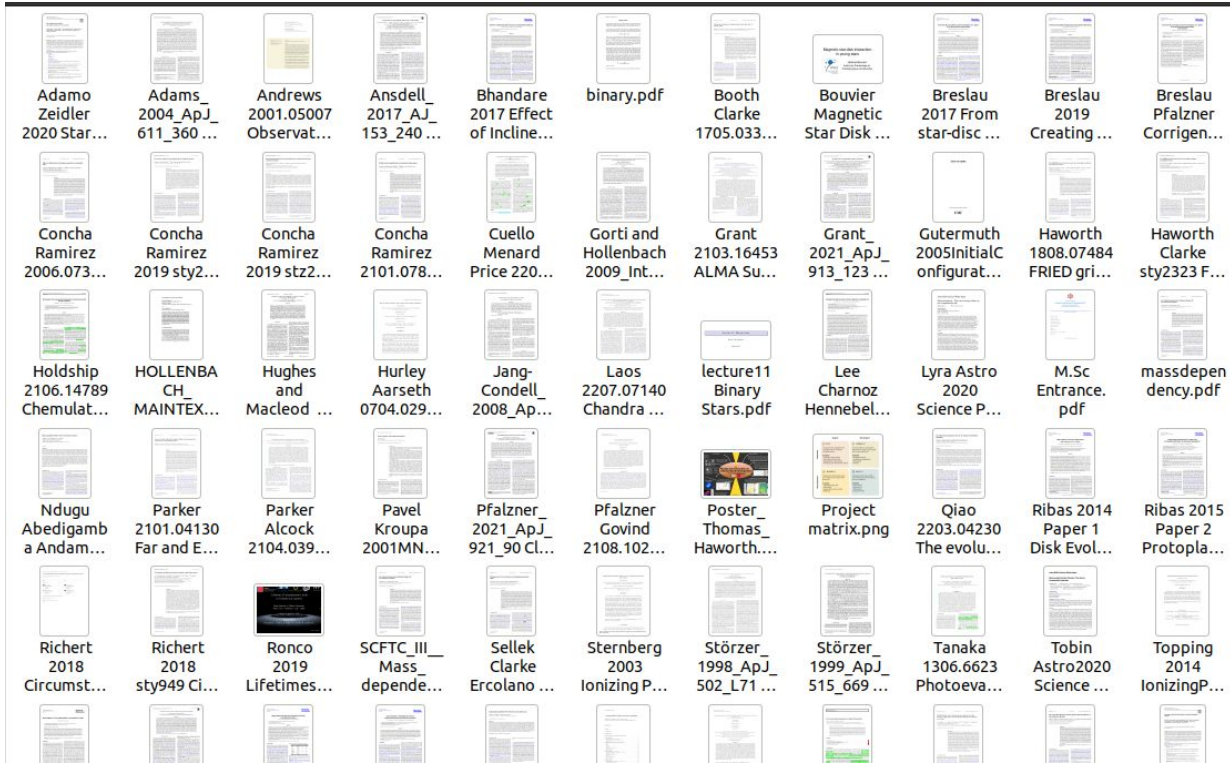 Adamo
Zeidler
2020 Star...
Adams_
2004_ApJ_
611_360 ...
Andrews
2001.05007
Observat...
Ansdell_
2017_AJ_
153_240 ...
Bhandare
2017 Effect
of Incline...
binary.pdf
Booth
Clarke
1705.033...
Magnetic star-disk interaction
in young stars
Bouvier
Magnetic
Star Disk ...
Breslau
2017 From
star-disc ...
Breslau
2019
Creating ...
Breslau
Pfalzner
Corrigen...
Concha
Ramirez
2006.073...
Concha
Ramirez
2019 sty2...
Concha
Ramirez
2019 stz2...
Concha
Ramirez
2101.078...
Cuello
Menard
Price 220...
Gorti and
Hollenbach
2009_Int...
Grant
2103.16453
ALMA Su...
Grant_
2021_ApJ_
913_123 ...
Gutermuth
2005InitialC
onfigurat...
Haworth
1808.07484
FRIED gri...
Haworth
Clarke
sty2323 F...
Holdship
2106.14789
Chemulat...
HOLLENBA
CH_
MAINTEX...
Hughes
and
Macleod ...
Hurley
Aarseth
0704.029...
Jang-
Condell_
2008_Ap...
Laos
2207.07140
Chandra ...
lecture11
Binary
Stars.pdf
Lee
Charnoz
Hennebel...
Lyra Astro
2020
Science P...
M.Sc
Entrance.
pdf
massdepen
dency.pdf
Ndugu
Abedigamb
a Andam...
Parker
2101.04130
Far and E...
Parker
Alcock
2104.039...
Pavel
Kroupa
2001MN...
Pfalzner_
2021_ApJ_
921_90 Cl...
Pfalzner
Govind
2108.102...
Poster_
Thomas_
Haworth....
Project
matrix.png
Qiao
2203.04230
The evolu...
Ribas 2014
Paper 1
Disk Evol...
Ribas 2015
Paper 2
Protopla...
Richert
2018
Circumst...
Richert
2018
sty949 Ci...
Ronco
2019
Lifetimes...
SCFTC_III__
Mass_
depende...
Sellek
Clarke
Ercolano ...
Sternberg
2003
Ionizing P...
Störzer_
1998_ApJ_
502_L71 ...
Störzer_
1999_ApJ_
515_669 ...
Tanaka
1306.6623
Photoeva...
Tobin
Astro2020
Science ...
Topping
2014
IonizingP...